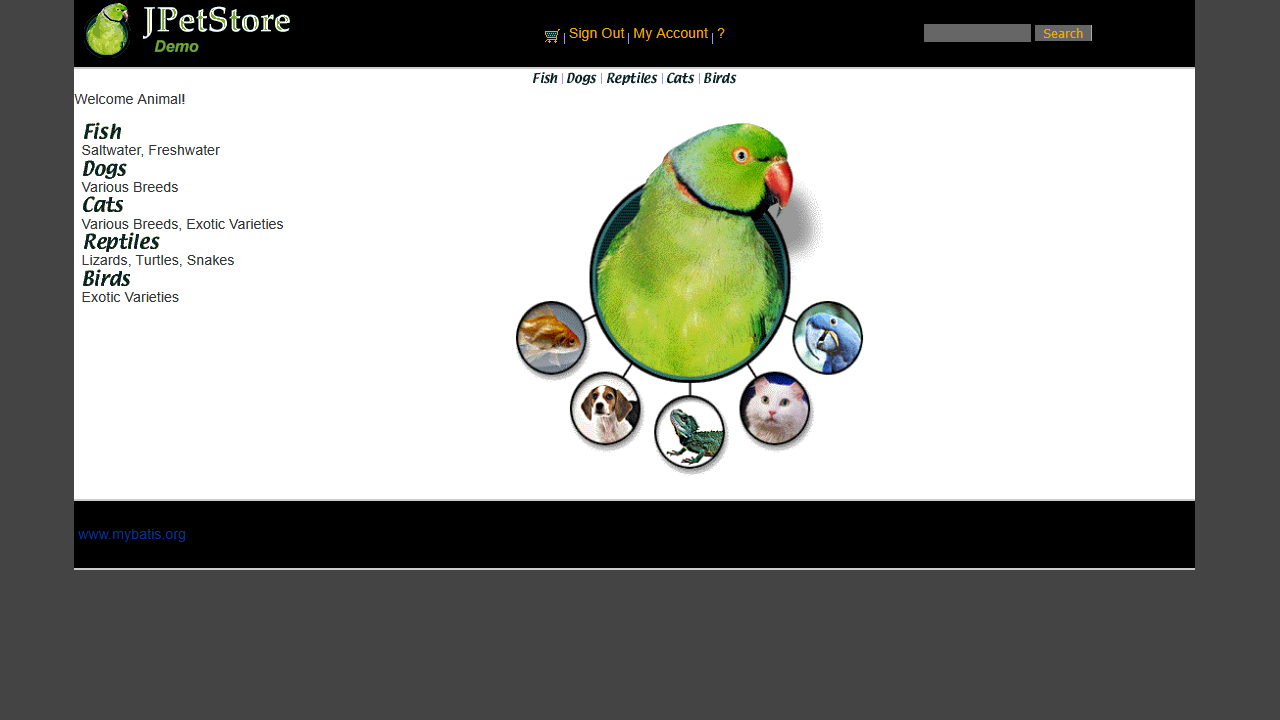 JPetStore
Demo
Sign Out My Account ?
Search
Fish Dogs Reptiles Cats Birds
Welcome Animal!
Fish
Saltwater, Freshwater
Dogs
Various Breeds
Cats
Various Breeds, Exotic Varieties
Reptiles
Lizards, Turtles, Snakes
Birds
Exotic Varieties
www.mybatis.org